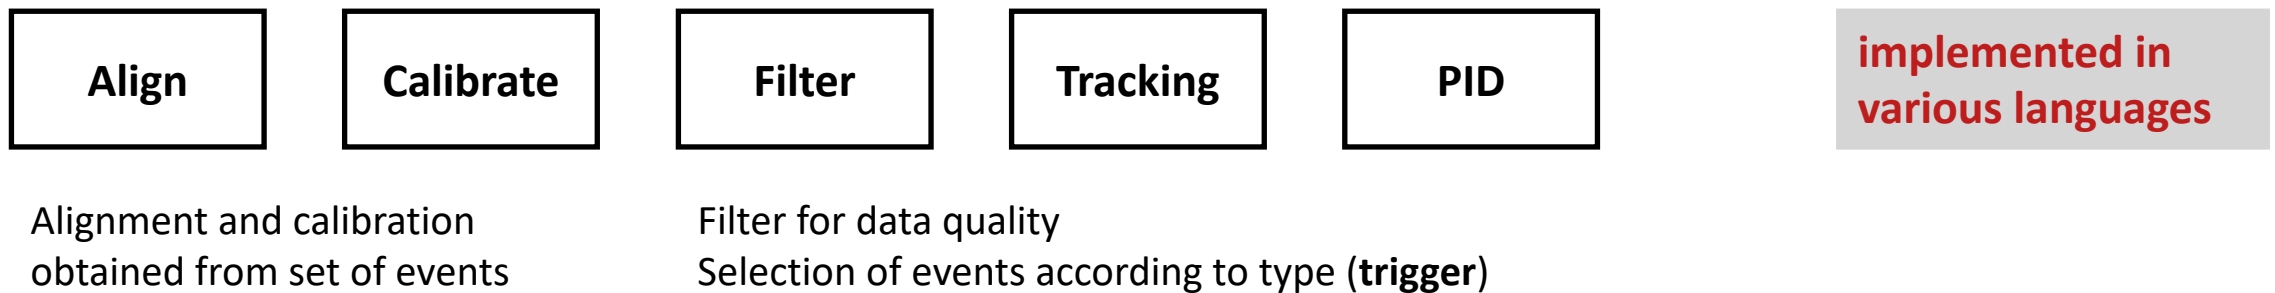 Align
Calibrate
Filter
Tracking
PID
implemented in
various languages
Alignment and calibration
obtained from set of events
Filter for data quality
Selection of events according to type (trigger)